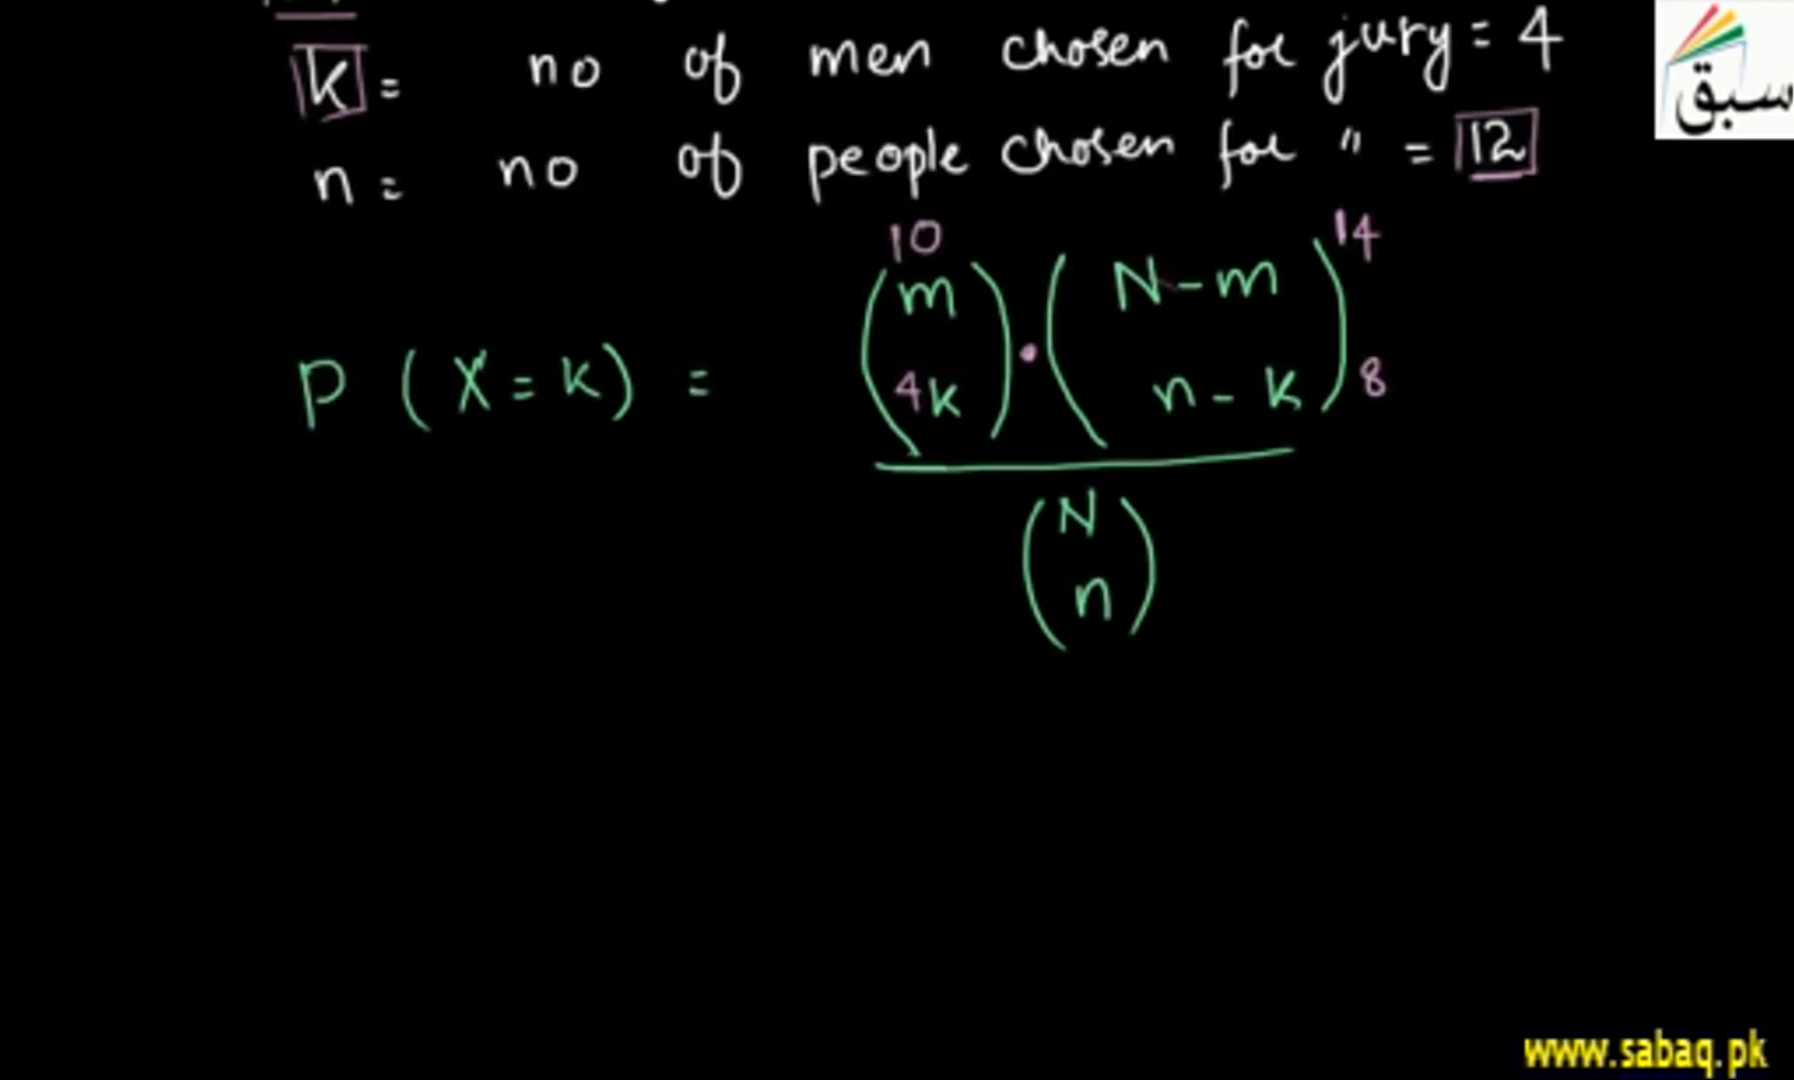 k = no of men chosen for jury = 4
n = no of people chosen for " = 12
سبق
10 14
P (X = k) = (m 4k) . (N - m n - k) 8
(N n)
www.sabaq.pk